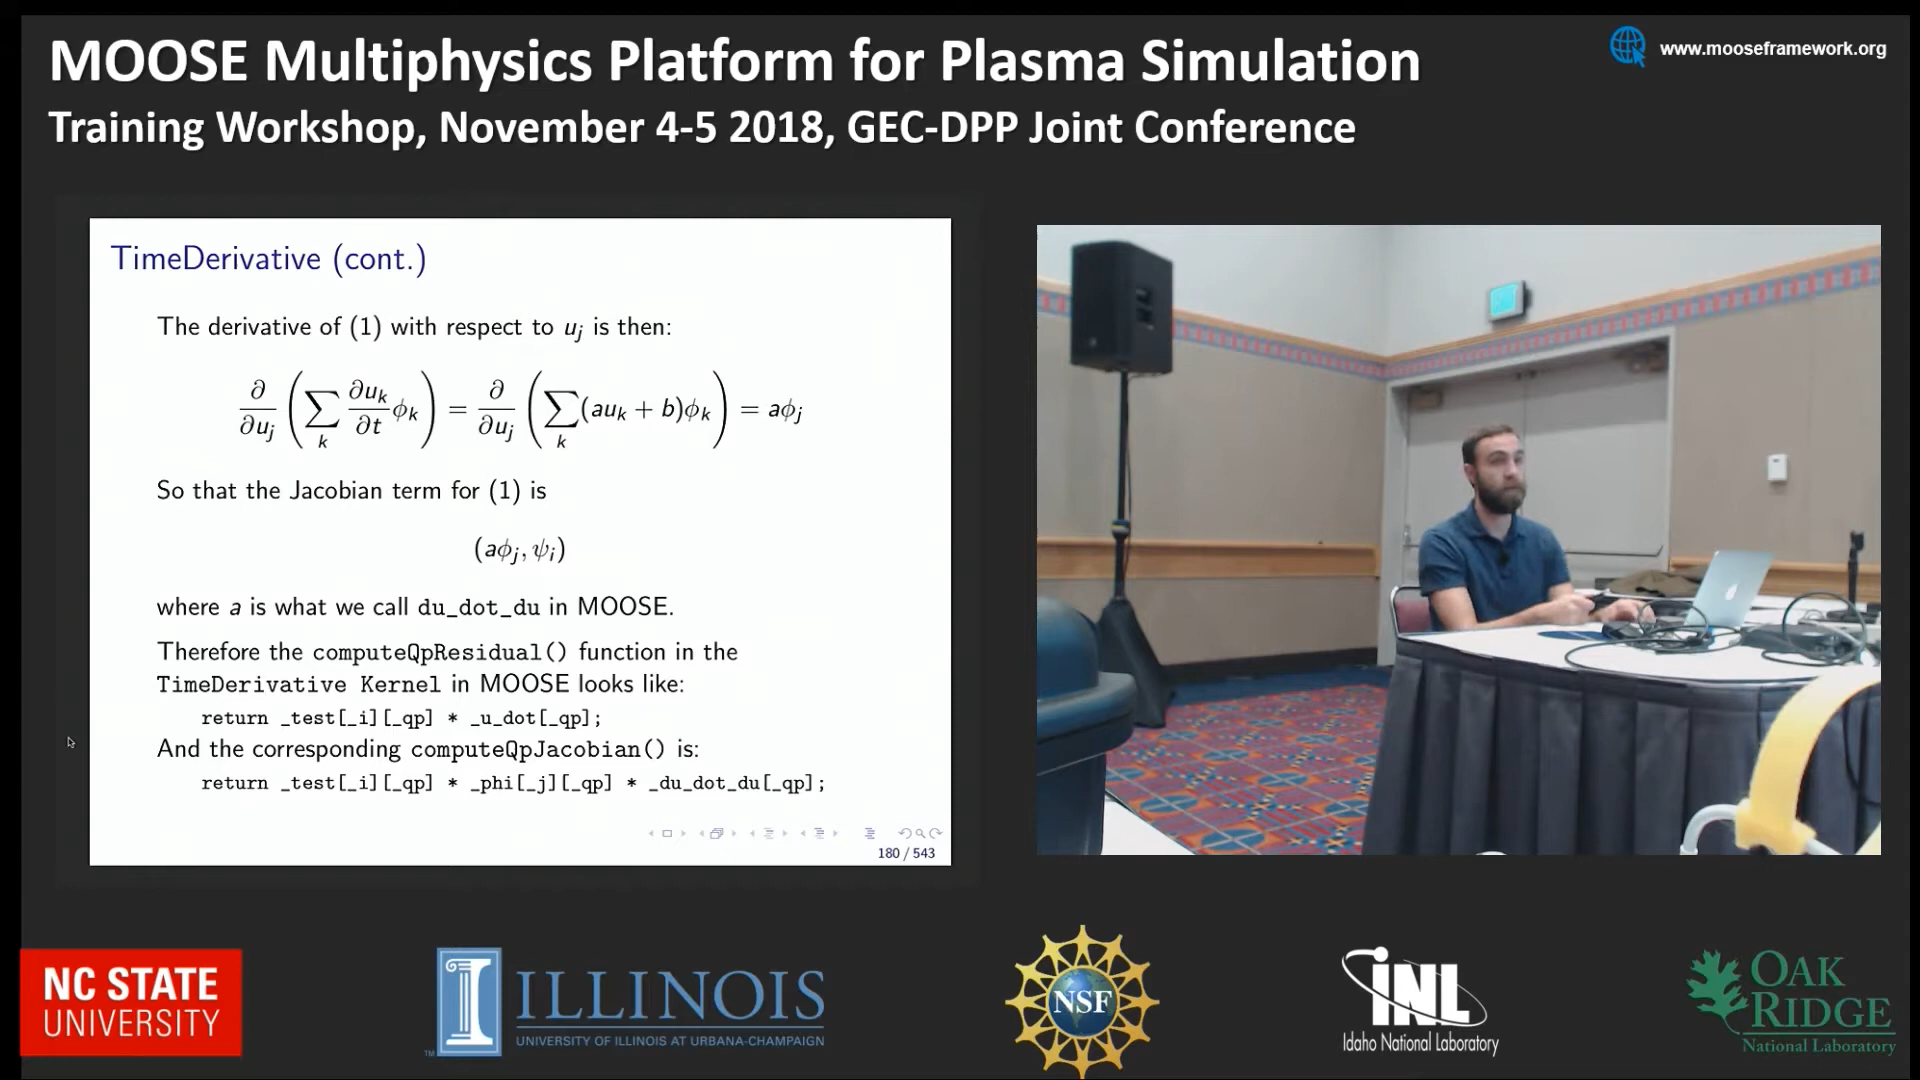 MOOSE Multiphysics Platform for Plasma Simulation
www.mooseframework.org
Training Workshop, November 4-5 2018, GEC-DPP Joint Conference
TimeDerivative (cont.)
The derivative of (1) with respect to u_j is then:
∂/∂u_j (∑_k ∂u_k/∂t ϕ_k) = ∂/∂u_j (∑_k (au_k + b)ϕ_k) = aϕ_j
So that the Jacobian term for (1) is
(aϕ_j, ψ_i)
where a is what we call du_dot_du in MOOSE.
Therefore the computeQpResidual() function in the
TimeDerivative Kernel in MOOSE looks like:
return _test[_i][_qp] * _u_dot[_qp];
And the corresponding computeQpJacobian() is:
return _test[_i][_qp] * _phi[_j][_qp] * _du_dot_du[_qp];
180 / 543
NC STATE
UNIVERSITY
I ILLINOIS
UNIVERSITY OF ILLINOIS AT URBANA-CHAMPAIGN
TM
NSF
INL
Idaho National Laboratory
OAK
RIDGE
National Laboratory